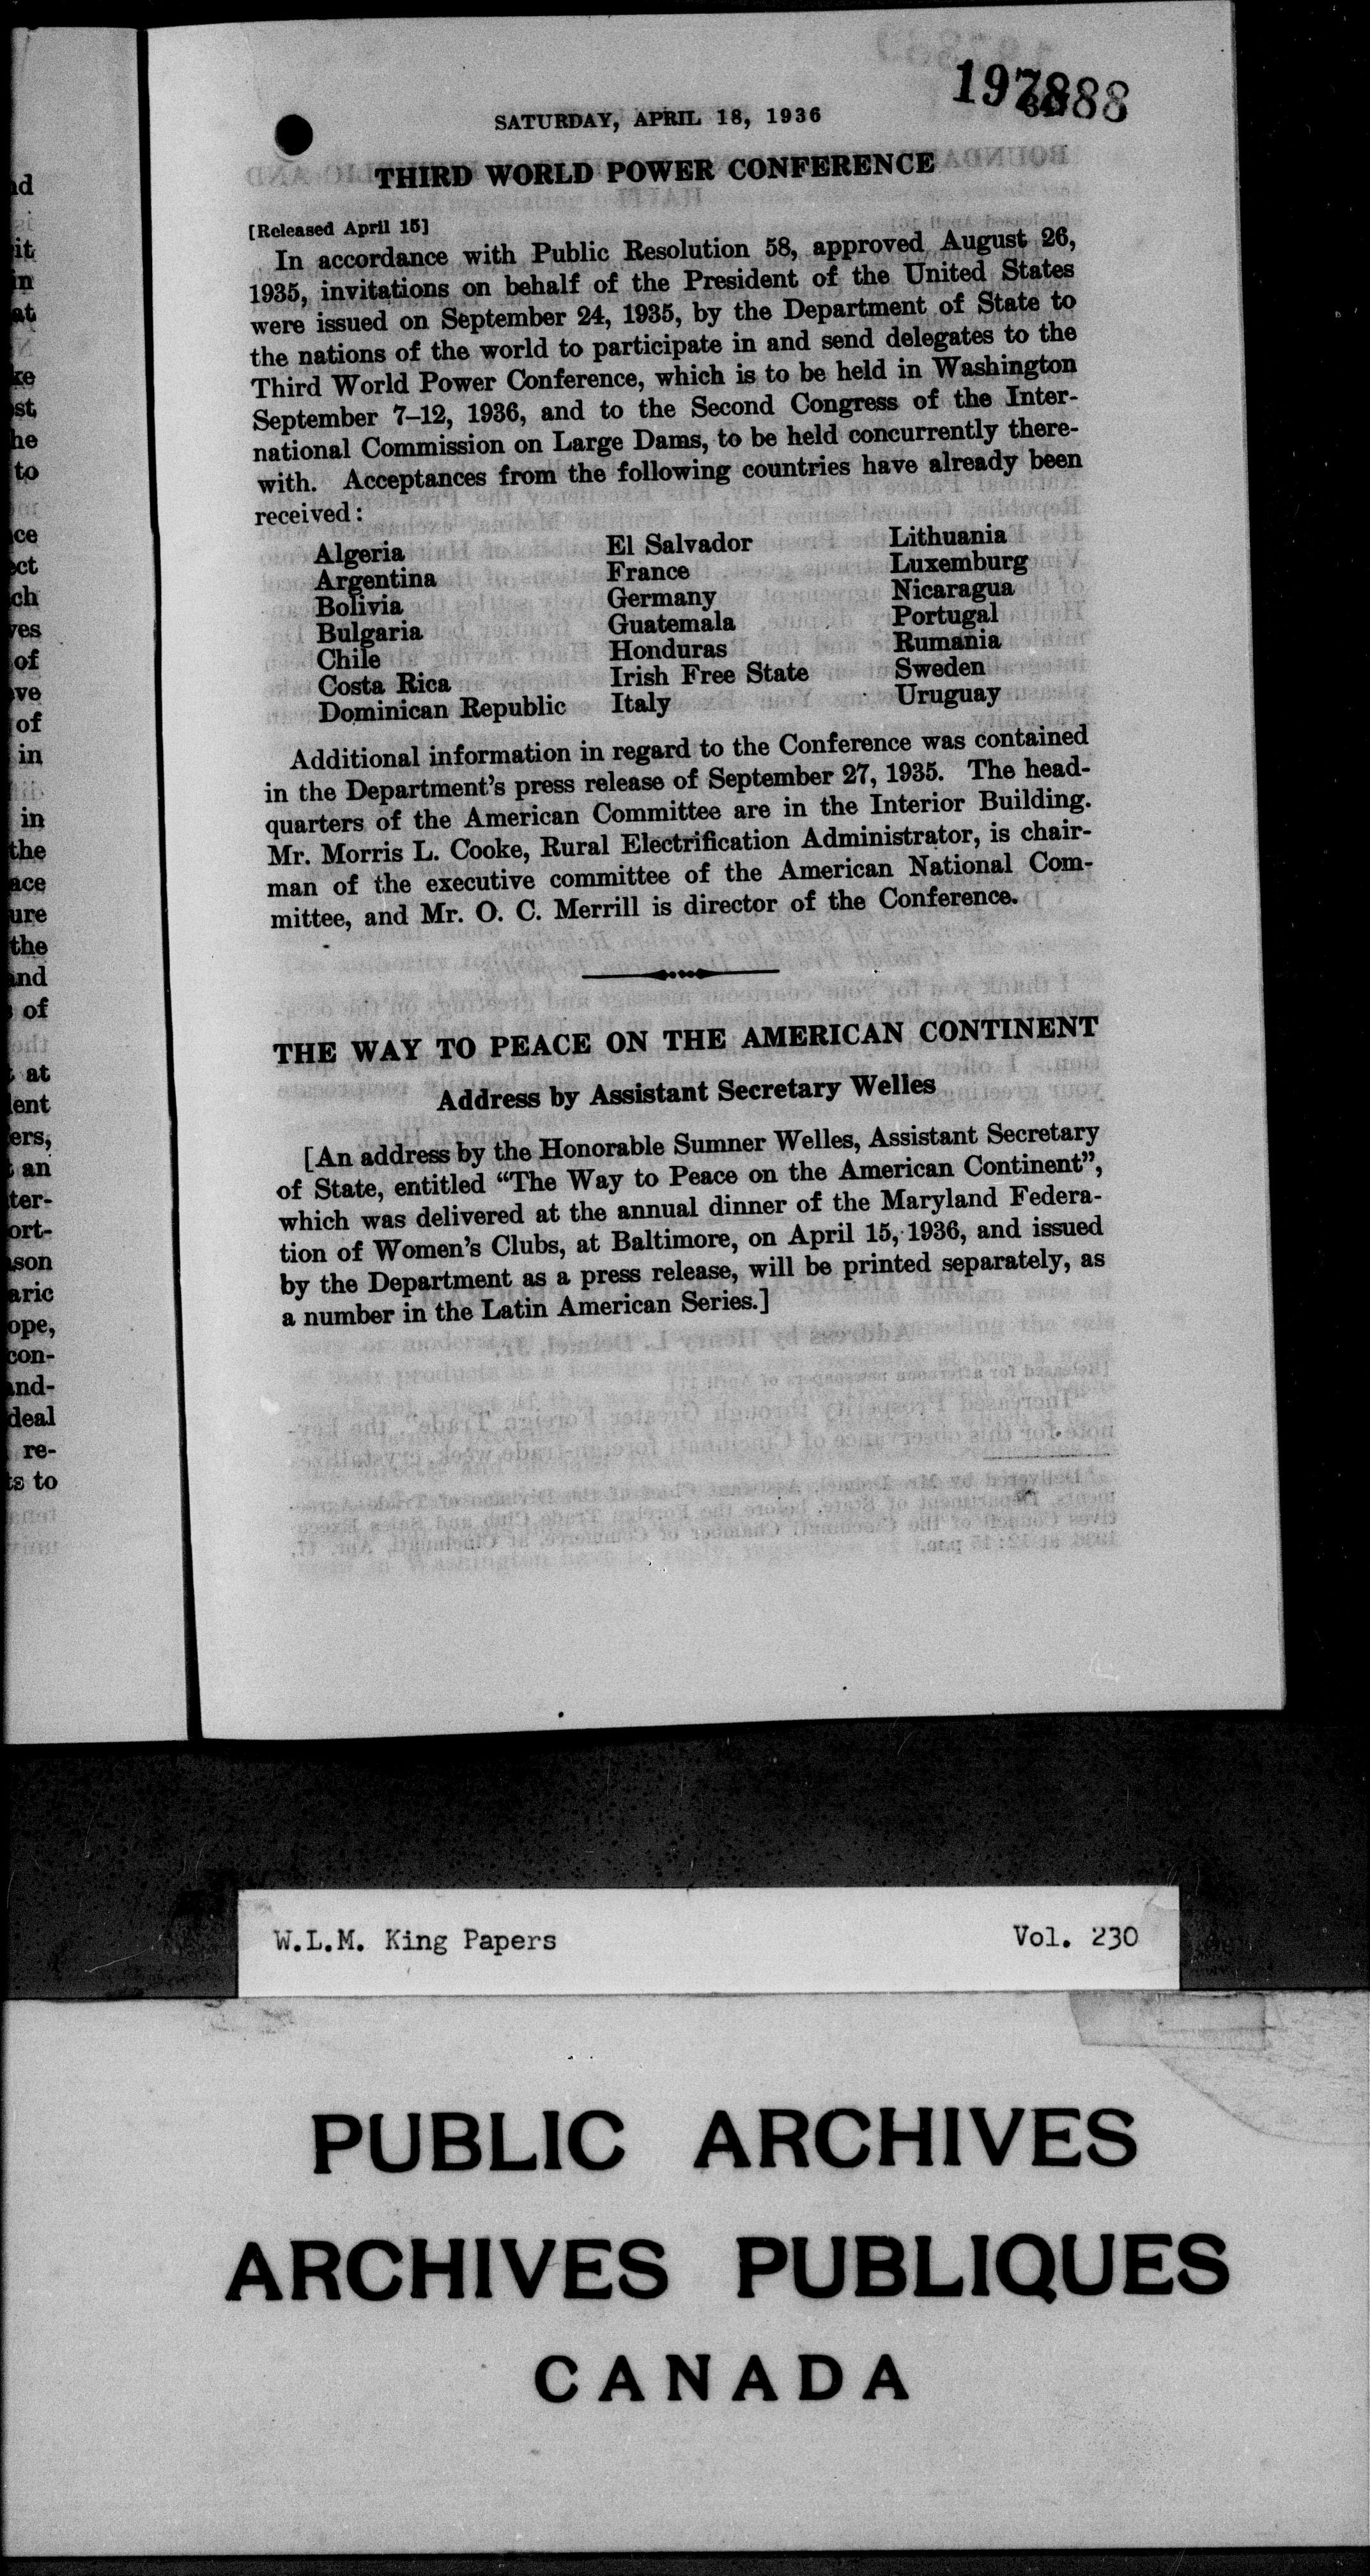 197888
SATURDAY, APRIL 18, 1936
THIRD WORLD POWER CONFERENCE
[Released April 15]
In accordance with Public Resolution 58, approved August 26,
1935, invitations on behalf of the President of the United States
were issued on September 24, 1935, by the Department of State to
the nations of the world to participate in and send delegates to the
Third World Power Conference, which is to be held in Washington
September 7–12, 1936, and to the Second Congress of the Inter-
national Commission on Large Dams, to be held concurrently there-
with. Acceptances from the following countries have already been
received:
Algeria
Argentina
Bolivia
Bulgaria
Chile
Costa Rica
Dominican Republic
El Salvador
France
Germany
Guatemala
Honduras
Irish Free State
Italy
Lithuania
Luxemburg
Nicaragua
Portugal
Rumania
Sweden
Uruguay
Additional information in regard to the Conference was contained
in the Department's press release of September 27, 1935. The head-
quarters of the American Committee are in the Interior Building.
Mr. Morris L. Cooke, Rural Electrification Administrator, is chair-
man of the executive committee of the American National Com-
mittee, and Mr. O. C. Merrill is director of the Conference.
THE WAY TO PEACE ON THE AMERICAN CONTINENT
Address by Assistant Secretary Welles
[An address by the Honorable Sumner Welles, Assistant Secretary
of State, entitled “The Way to Peace on the American Continent”,
which was delivered at the annual dinner of the Maryland Federa-
tion of Women's Clubs, at Baltimore, on April 15, 1936, and issued
by the Department as a press release, will be printed separately, as
a number in the Latin American Series.]
W.L.M. King Papers
Vol. 230
PUBLIC ARCHIVES
ARCHIVES PUBLIQUES
CANADA